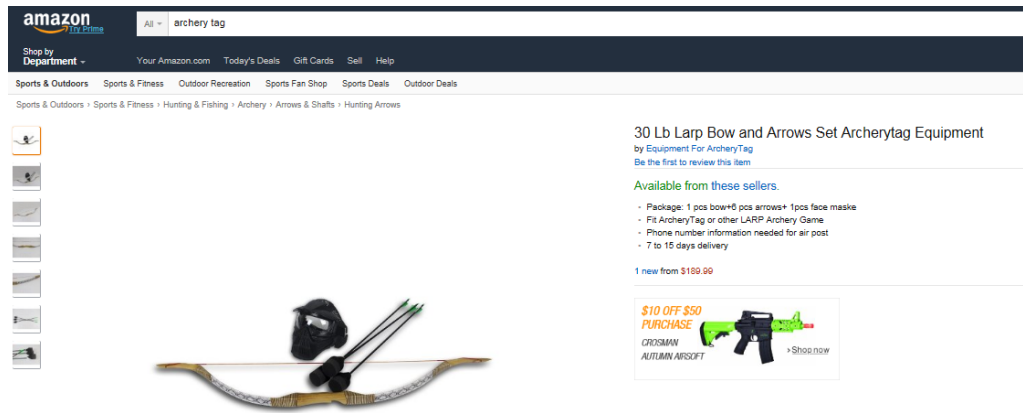 amazon
Try Prime
All
archery tag
Shop by
Department
Your Amazon.com Today's Deals Gift Cards Sell Help
Sports & Outdoors Sports & Fitness Outdoor Recreation Sports Fan Shop Sports Deals Outdoor Deals
Sports & Outdoors › Sports & Fitness › Hunting & Fishing › Archery › Arrows & Shafts › Hunting Arrows
30 Lb Larp Bow and Arrows Set Archerytag Equipment
by Equipment For ArcheryTag
Be the first to review this item
Available from these sellers.
• Package: 1 pcs bow+6 pcs arrows+ 1pcs face maske
• Fit ArcheryTag or other LARP Archery Game
• Phone number information needed for air post
• 7 to 15 days delivery
1 new from $189.99
$10 OFF $50
PURCHASE
CROSMAN
AUTUMN AIRSOFT
›Shop now